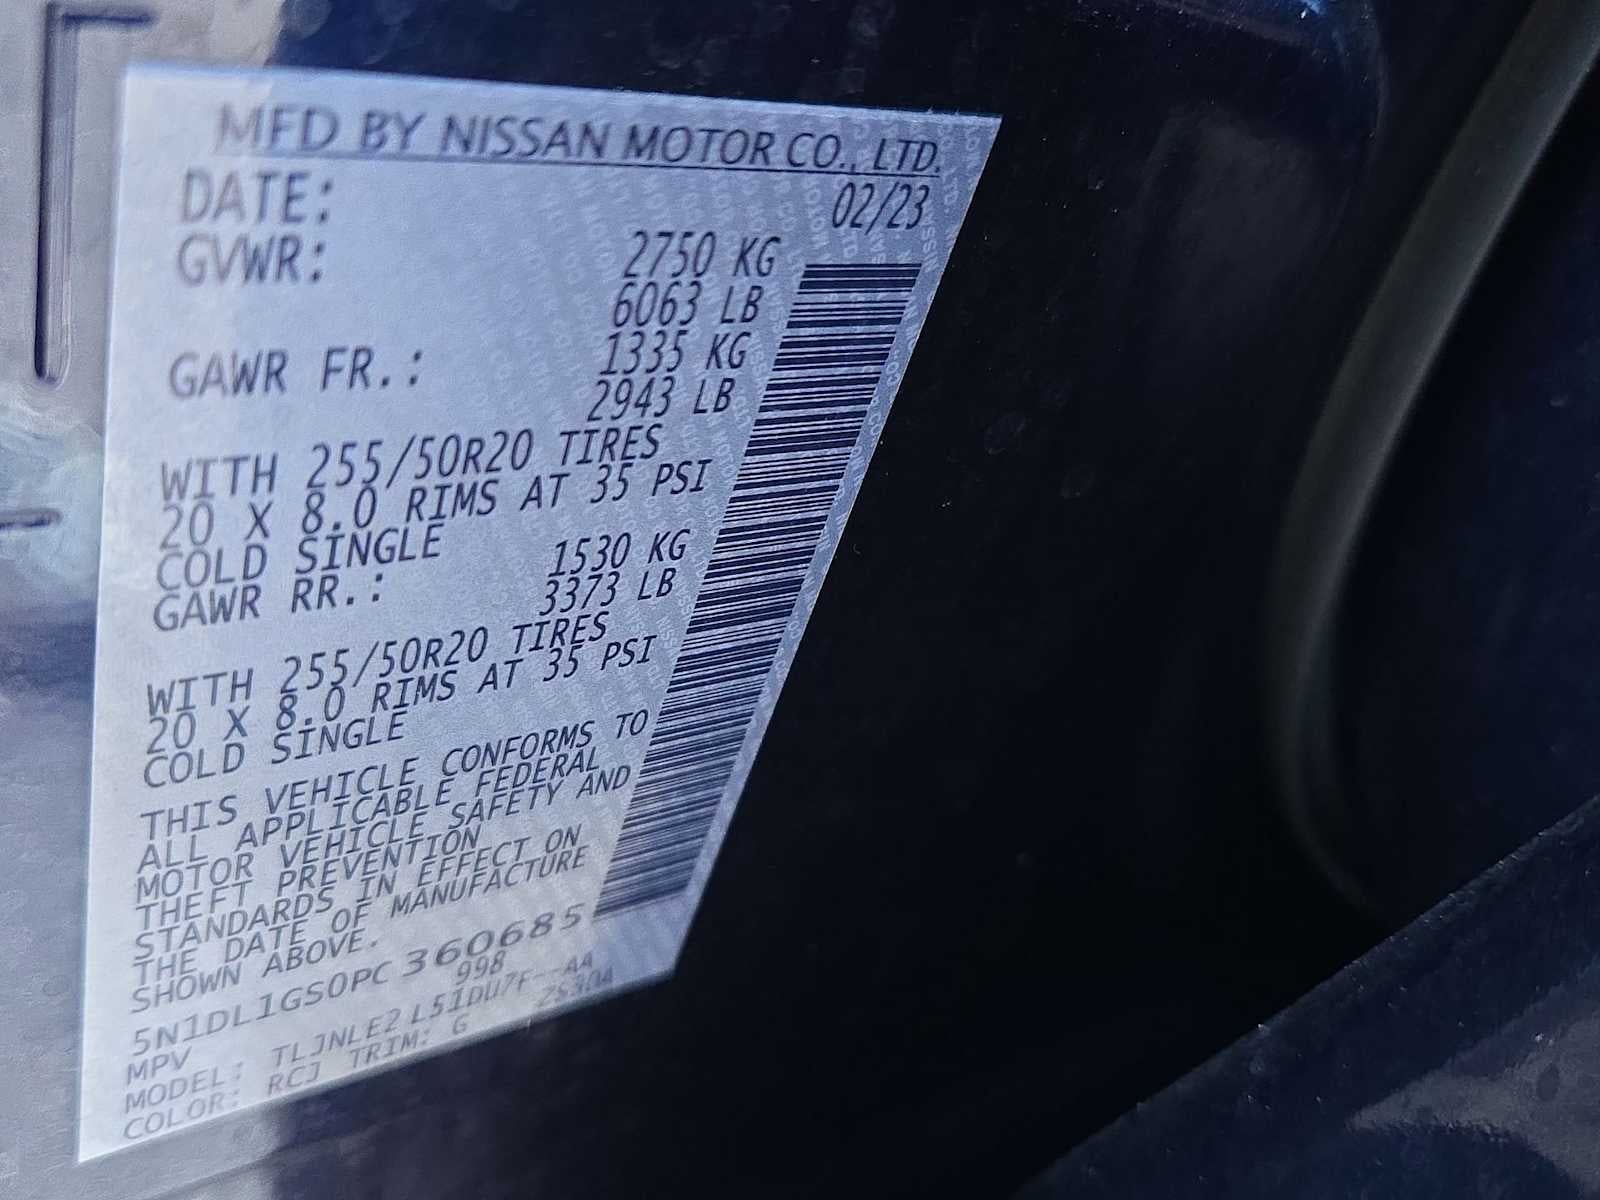 MFD BY NISSAN MOTOR CO., LTD.
DATE: 02/23
GVWR: 2750 KG
6063 LB
GAWR FR.: 1335 KG
2943 LB
WITH 255/50R20 TIRES
20 X 8.0 RIMS AT 35 PSI
COLD SINGLE
GAWR RR.: 1530 KG
3373 LB
WITH 255/50R20 TIRES
20 X 8.0 RIMS AT 35 PSI
COLD SINGLE
THIS VEHICLE CONFORMS TO
ALL APPLICABLE FEDERAL
MOTOR VEHICLE SAFETY AND
THEFT PREVENTION
STANDARDS IN EFFECT ON
THE DATE OF MANUFACTURE
SHOWN ABOVE.
5N1DL1GS0PC 360685
MPV 998
MODEL: TLJNLE2 L51DU7F--AA
COLOR: RCJ TRIM: G